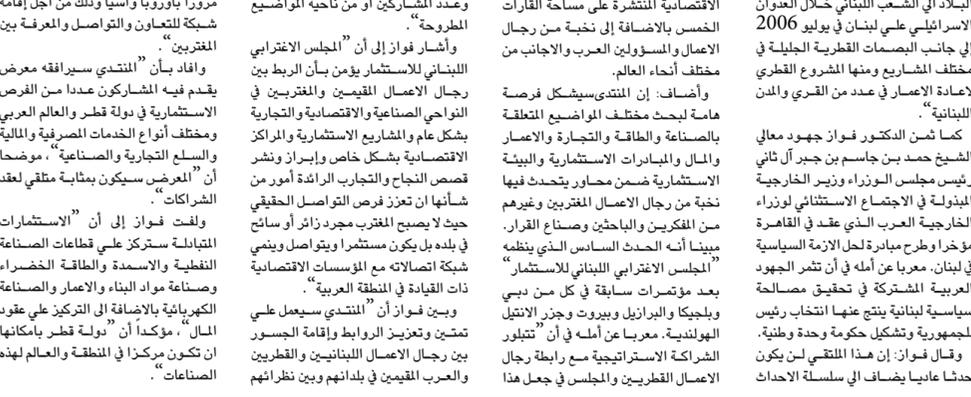 البلاد الى الشعب اللبناني خلال العدوان
الاسرائيلي على لبنان في يوليو 2006
إلى جانب البصمات القطرية الجليلة في
مختلف المشاريع ومنها المشروع القطري
لاعادة الاعمار في عدد من القري والمدن
اللبنانية“.
كما ثمن الدكتور فواز جهود معالي
الشيخ حمد بن جاسم بن جبر آل ثاني
رئيس مجلس الوزراء وزير الخارجية
المبذولة في الاجتماع الاستثنائي لوزراء
الخارجية العرب الذي عقد في القاهرة
مؤخرا وطرح مبادرة لحل الازمة السياسية
في لبنان. معربا عن أمله في أن تثمر الجهود
العربية المشتركة في تحقيق مصالحة
سياسية لبنانية ينتج عنها انتخاب رئيس
للجمهورية وتشكيل حكومة وحدة وطنية.
وقال فواز: إن هذا الملتقي لن يكون
حدثا عاديا يضاف الي سلسلة الاحداث
الاقتصادية المنتشرة على مساحة القارات
الخمس بالاضافة إلى نخبة من رجال
الاعمال والمسؤولين العرب والاجانب من
مختلف أنحاء العالم.
وأضاف: إن المنتدى سيشكل فرصة
هامة لبحث مختلف المواضيع المتعلقة
بالصناعة والطاقة والتجارة والاعمار
والمال والمبادرات الاستثمارية والبيئة
الاستثمارية ضمن محاور يتحدث فيها
نخبة من رجال الاعمال المغتربين وغيرهم
من المفكرين والباحثين وصناع القرار.
مبينا أنه الحدث السادس الذي ينظمه
”المجلس الاغترابي اللبناني للاستثمار“
بعد مؤتمرات سابقة في كل من دبي
وبلجيكا والبرازيل وبيروت وجزر الانتيل
الهولندية. معربا عن أمله في أن ”تتبلور
الشراكة الاستراتيجية مع رابطة رجال
الاعمال القطريين والمجلس في جعل هذا
وعدد المشاركين أو من ناحية المواضيع
المطروحة“.
وأشار فواز إلى أن ”المجلس الاغترابي
اللبناني للاستثمار يؤمن بأن الربط بين
رجال الاعمال المقيمين والمغتربين في
النواحي الصناعية والاقتصادية والتجارية
بشكل عام والمشاريع الاستثمارية والمراكز
الاقتصادية بشكل خاص وإبراز ونشر
قصص النجاح والتجارب الرائدة أمور من
شأنها ان تعزز فرص التواصل الحقيقي
حيث لا يصبح المغترب مجرد زائر أو سائح
في بلده بل يكون مستثمرا ويتواصل وينمي
شبكة اتصالاته مع المؤسسات الاقتصادية
ذات القيادة في المنطقة العربية“.
وبين فواز أن ”المنتدي سيعمل علي
تمتين وتعزيز الروابط وإقامة الجسور
بين رجال الاعمال اللبنانيين والقطريين
والعرب المقيمين في بلدانهم وبين نظرائهم
مرورا بأوروبا وآسيا وذلك من أجل إقامة
شبكة للتعاون والتواصل والمعرفة بين
المغتربين“.
وافاد بأن ”المنتدي سيرافقه معرض
يقدم فيه المشاركون عددا من الفرص
الاستثمارية في دولة قطر والعالم العربي
ومختلف أنواع الخدمات المصرفية والمالية
والسلع التجارية والصناعية“، موضحا
أن ”المعرض سيكون بمثابة متلقي لعقد
الشراكات“.
ولفت فواز إلى أن ”الاستثمارات
المتبادلة ستركز علي قطاعات الصناعة
النفطية والاسمدة والطاقة الخضراء
وصناعة مواد البناء والاعمار والصناعة
الكهربائية بالاضافة الى التركيز علي عقود
المال“، مؤكدا أن ”دولة قطر بامكانها
ان تكون مركزا في المنطقة والعالم لهذه
الصناعات“.